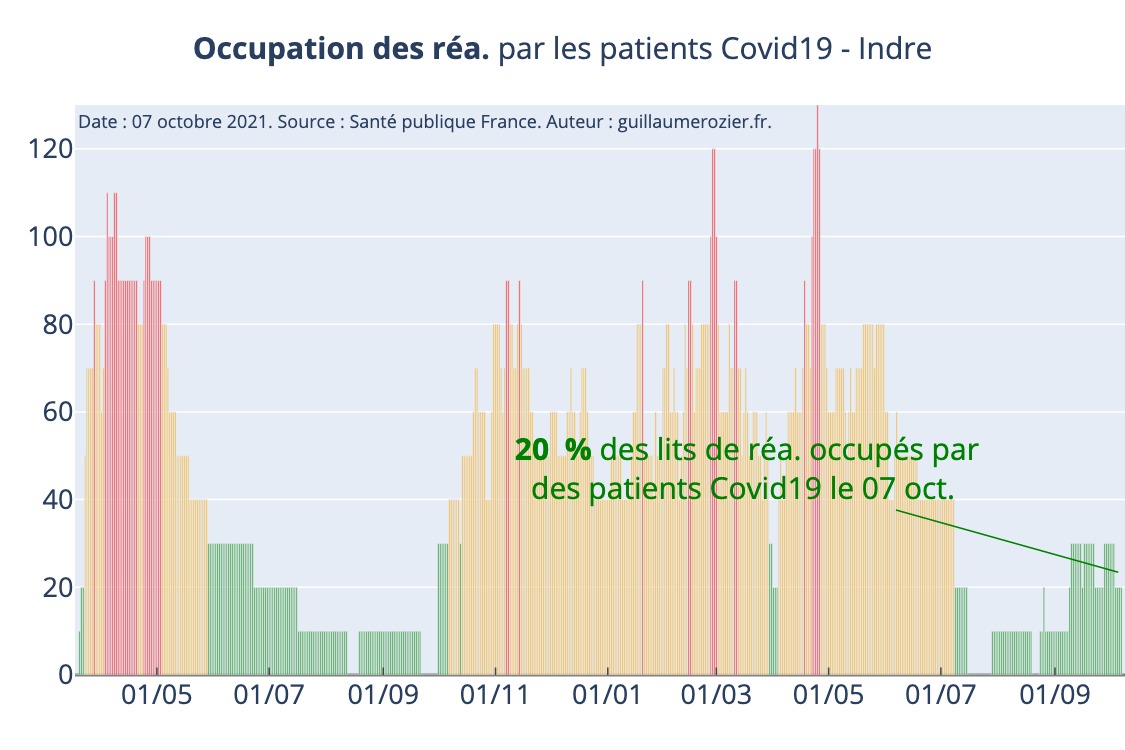 Occupation des réa. par les patients Covid19 - Indre
Date : 07 octobre 2021. Source : Santé publique France. Auteur : guillaumerozier.fr.
120
100
80
60
40
20
0
20 % des lits de réa. occupés par
des patients Covid19 le 07 oct.
01/05 01/07 01/09 01/11 01/01 01/03 01/05 01/07 01/09